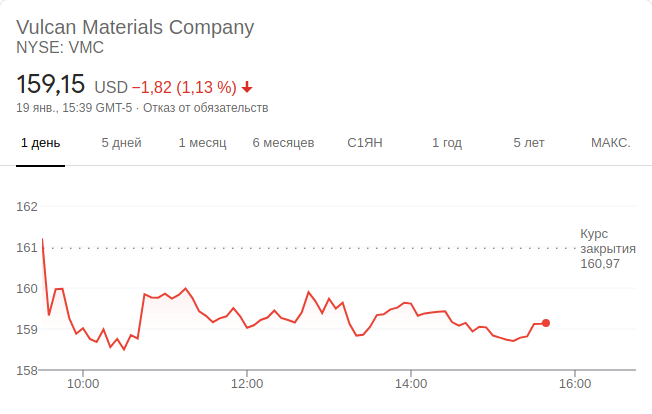 Vulcan Materials Company
NYSE: VMC
159,15 USD −1,82 (1,13 %)
19 янв., 15:39 GMT-5 · Отказ от обязательств
1 день 5 дней 1 месяц 6 месяцев С1ЯН 1 год 5 лет МАКС.
162
161
160
159
158
Курс
закрытия
160,97
10:00 12:00 14:00 16:00